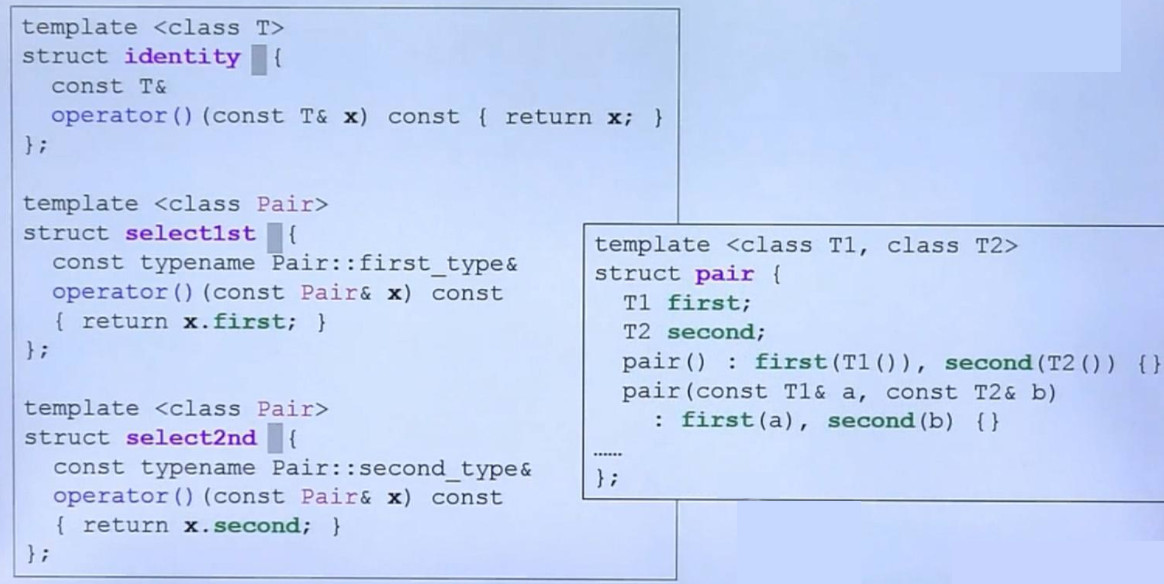 template <class T>
struct identity {
const T&
operator()(const T& x) const { return x; }
};
template <class Pair>
struct select1st {
const typename Pair::first_type&
operator()(const Pair& x) const
{ return x.first; }
};
template <class Pair>
struct select2nd {
const typename Pair::second_type&
operator()(const Pair& x) const
{ return x.second; }
};
template <class T1, class T2>
struct pair {
T1 first;
T2 second;
pair() : first(T1()), second(T2()) {}
pair(const T1& a, const T2& b)
: first(a), second(b) {}
......
};